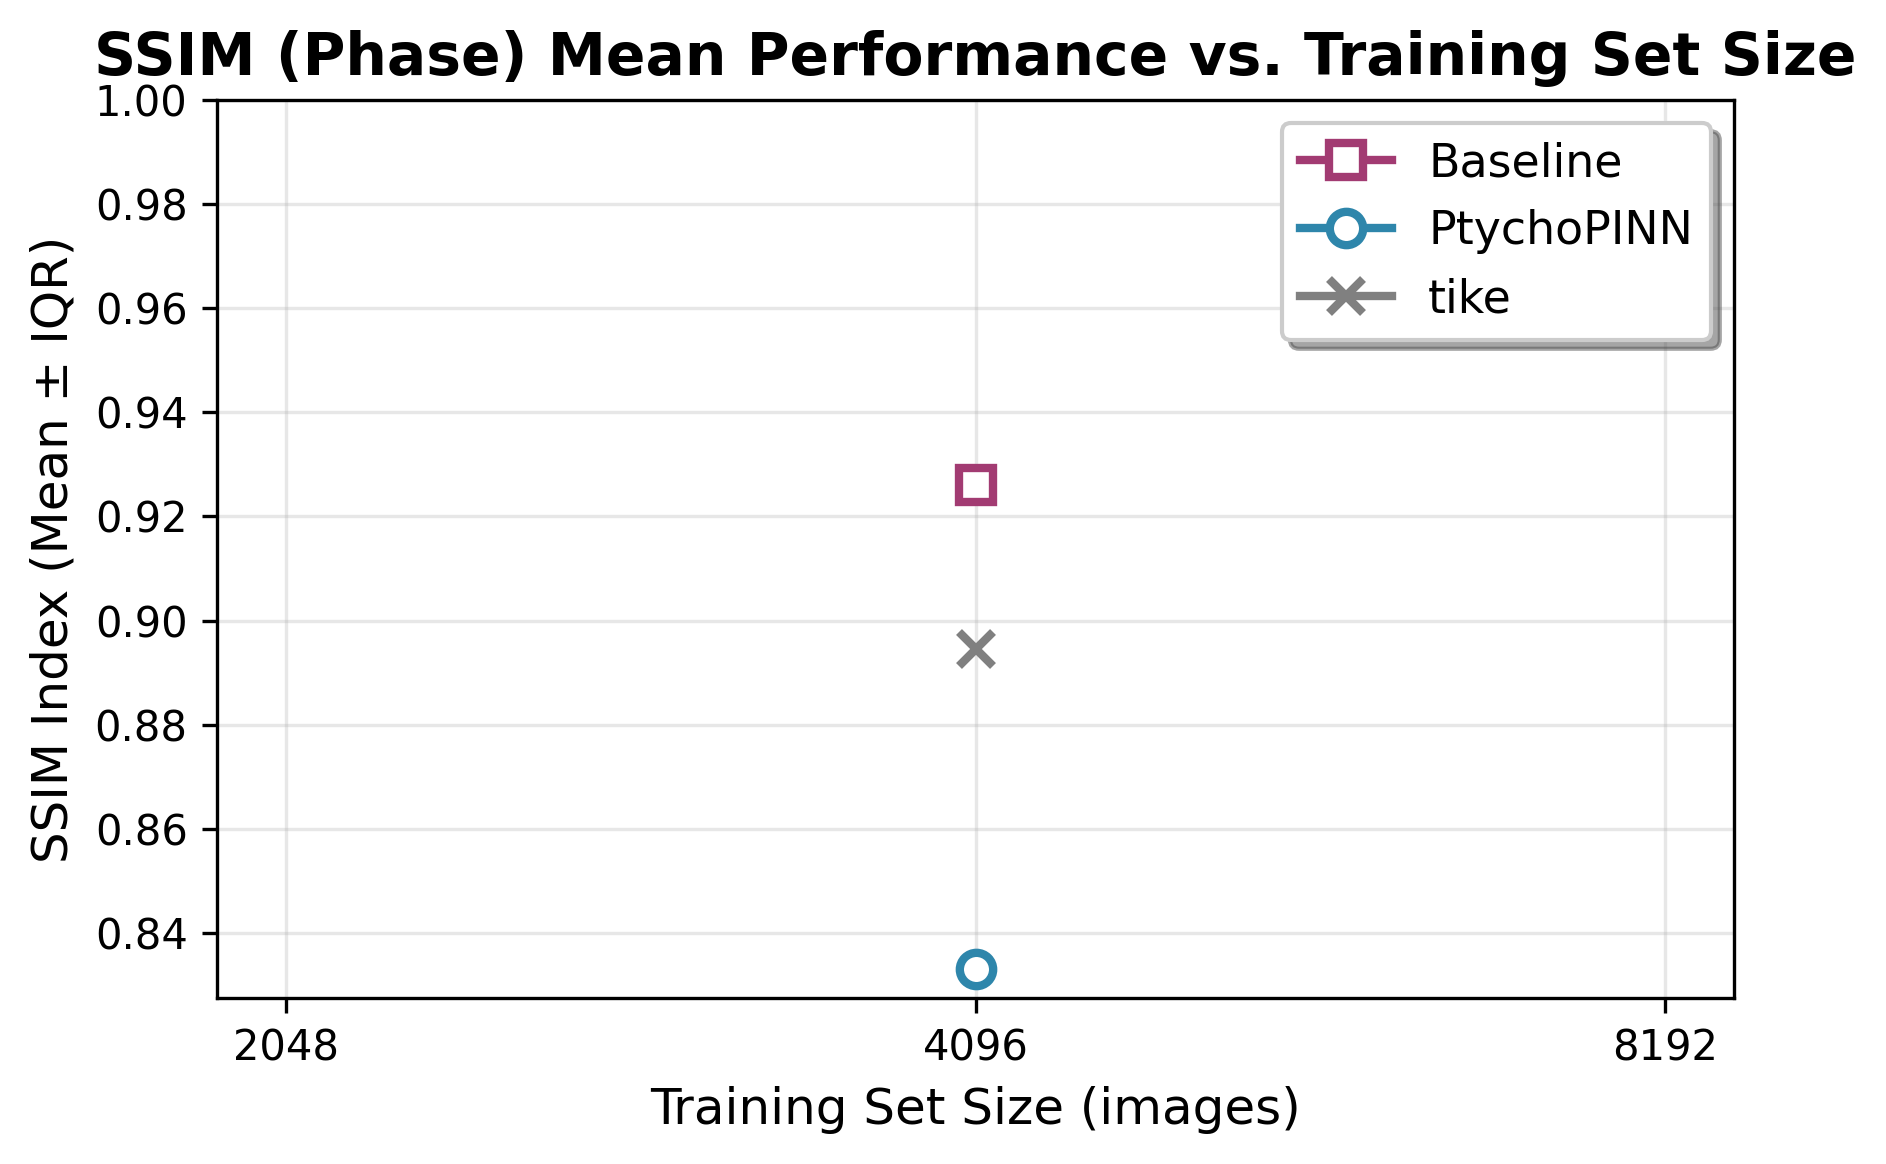 SSIM (Phase) Mean Performance vs. Training Set Size
1.00
0.98
0.96
0.94
0.92
0.90
0.88
0.86
0.84
SSIM Index (Mean ± IQR)
Baseline
PtychoPINN
tike
2048 4096 8192
Training Set Size (images)